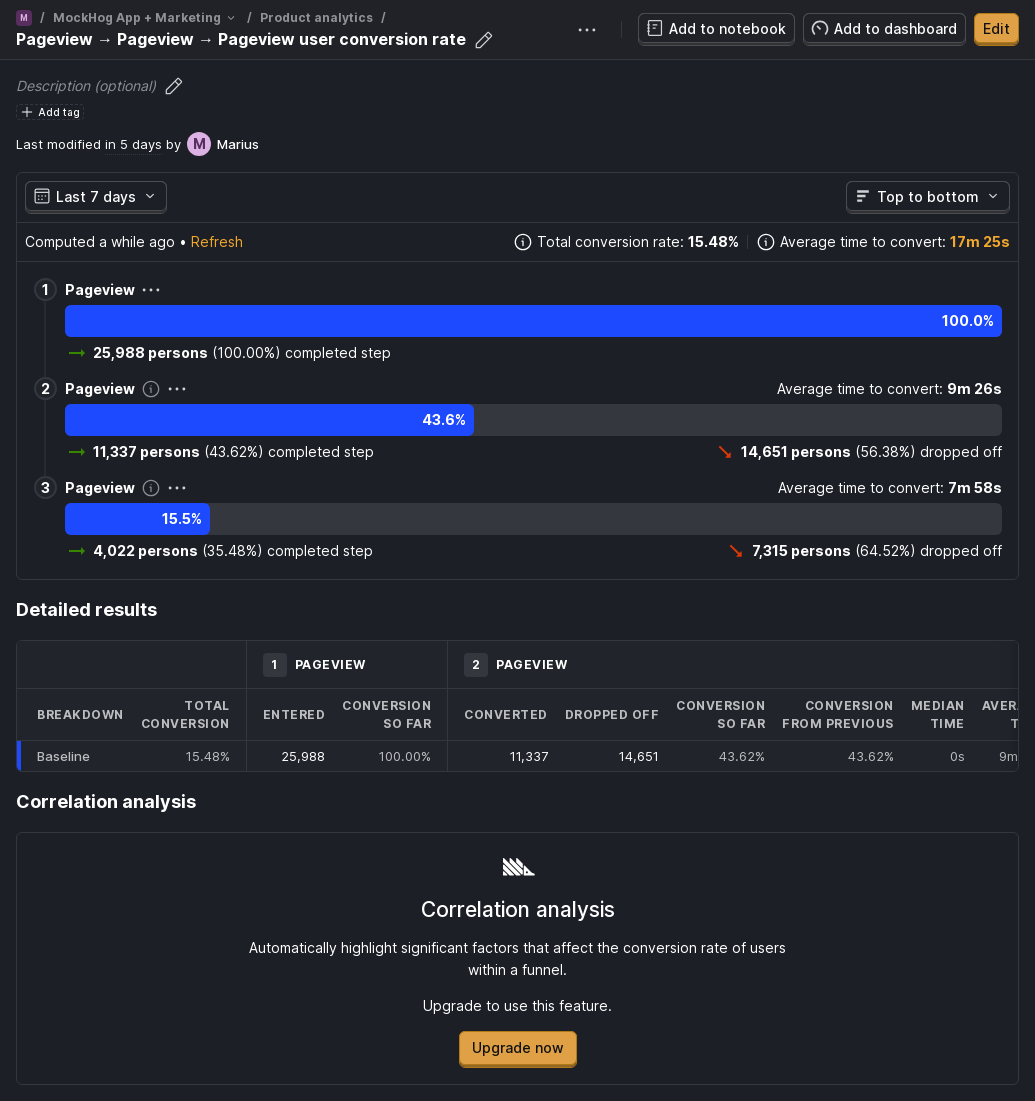 M / MockHog App + Marketing / Product analytics /
Pageview → Pageview → Pageview user conversion rate
Add to notebook
Add to dashboard
Edit
Description (optional)
Add tag
Last modified in 5 days by M Marius
Last 7 days
Top to bottom
Computed a while ago • Refresh
Total conversion rate: 15.48%
Average time to convert: 17m 25s
1 Pageview
100.0%
25,988 persons (100.00%) completed step
2 Pageview
Average time to convert: 9m 26s
43.6%
11,337 persons (43.62%) completed step
14,651 persons (56.38%) dropped off
3 Pageview
Average time to convert: 7m 58s
15.5%
4,022 persons (35.48%) completed step
7,315 persons (64.52%) dropped off
Detailed results
1 PAGEVIEW
2 PAGEVIEW
BREAKDOWN
TOTAL
CONVERSION
ENTERED
CONVERSION
SO FAR
CONVERTED
DROPPED OFF
CONVERSION
SO FAR
CONVERSION
FROM PREVIOUS
MEDIAN
TIME
Baseline 15.48% 25,988 100.00% 11,337 14,651 43.62% 43.62% 0s 9m
Correlation analysis
Correlation analysis
Automatically highlight significant factors that affect the conversion rate of users
within a funnel.
Upgrade to use this feature.
Upgrade now